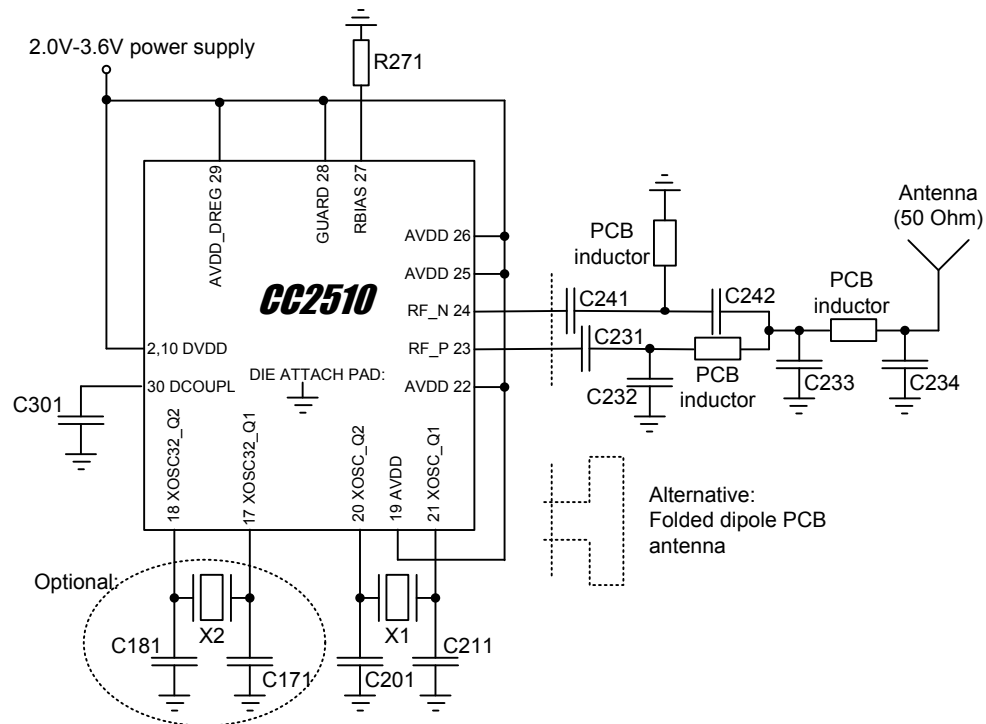 2.0V-3.6V power supply
R271
AVDD_DREG 29
GUARD 28
RBIAS 27
Antenna
(50 Ohm)
PCB
inductor
AVDD 26
AVDD 25
CC2510
RF_N 24
C241
C242
PCB
inductor
2,10 DVDD
RF_P 23
C231
30 DCOUPL
DIE ATTACH PAD:
AVDD 22
C232
PCB
inductor
C233
C234
C301
18 XOSC32_Q2
17 XOSC32_Q1
20 XOSC_Q2
19 AVDD
21 XOSC_Q1
Alternative:
Folded dipole PCB
antenna
Optional:
X2
X1
C181
C171
C201
C211